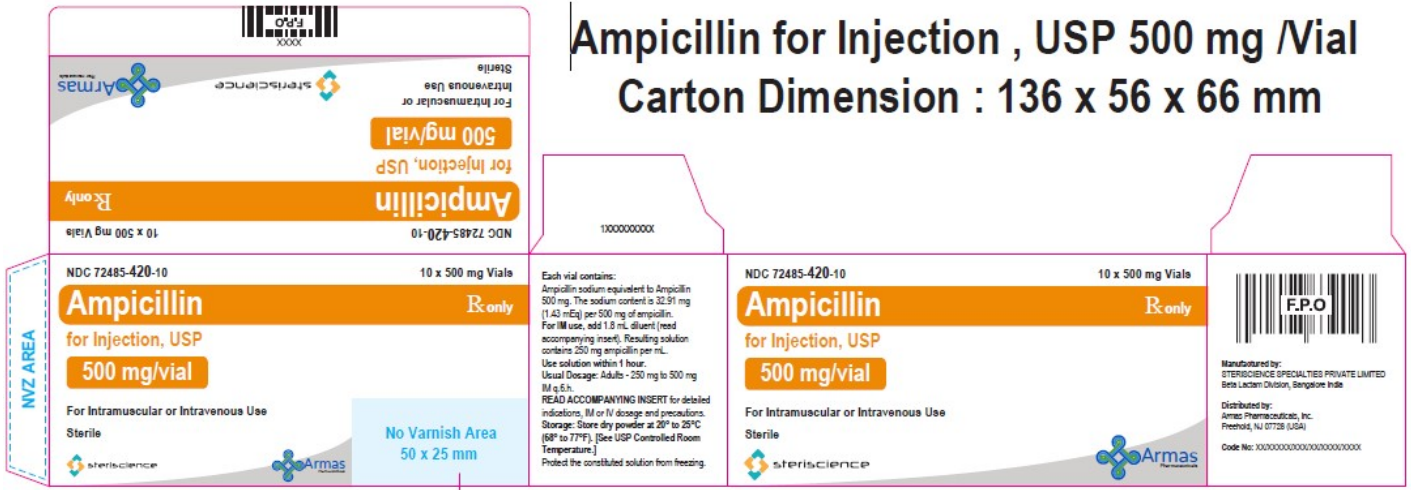 Ampicillin for Injection , USP 500 mg /Vial
Carton Dimension : 136 x 56 x 66 mm
F.P.O
XXXX
Armas
Pharmaceuticals
steriscience
Sterile
Intravenous Use
For Intramuscular or
500 mg/vial
for Injection, USP
Ampicillin
Rx only
NDC 72485-420-10
10 x 500 mg Vials
NVZ AREA
NDC 72485-420-10 10 x 500 mg Vials
Ampicillin Rx only
for Injection, USP
500 mg/vial
For Intramuscular or Intravenous Use
Sterile
steriscience
Armas
Pharmaceuticals
No Varnish Area
50 x 25 mm
1XXXXXXXXX
Each vial contains:
Ampicillin sodium equivalent to Ampicillin
500 mg. The sodium content is 32.91 mg
(1.43 mEq) per 500 mg of ampicillin.
For IM use, add 1.8 mL diluent (read
accompanying insert). Resulting solution
contains 250 mg ampicillin per mL.
Use solution within 1 hour.
Usual Dosage: Adults - 250 mg to 500 mg
IM q.6.h.
READ ACCOMPANYING INSERT for detailed
indications, IM or IV dosage and precautions.
Storage: Store dry powder at 20° to 25°C
(68° to 77°F). [See USP Controlled Room
Temperature.]
Protect the constituted solution from freezing.
NDC 72485-420-10 10 x 500 mg Vials
Ampicillin Rx only
for Injection, USP
500 mg/vial
For Intramuscular or Intravenous Use
Sterile
steriscience
Armas
Pharmaceuticals
F.P.O
Manufactured by:
STERISCIENCE SPECIALTIES PRIVATE LIMITED
Beta Lactam Division, Bangalore India
Distributed by:
Armas Pharmaceuticals, Inc.
Freehold, NJ 07728 (USA)